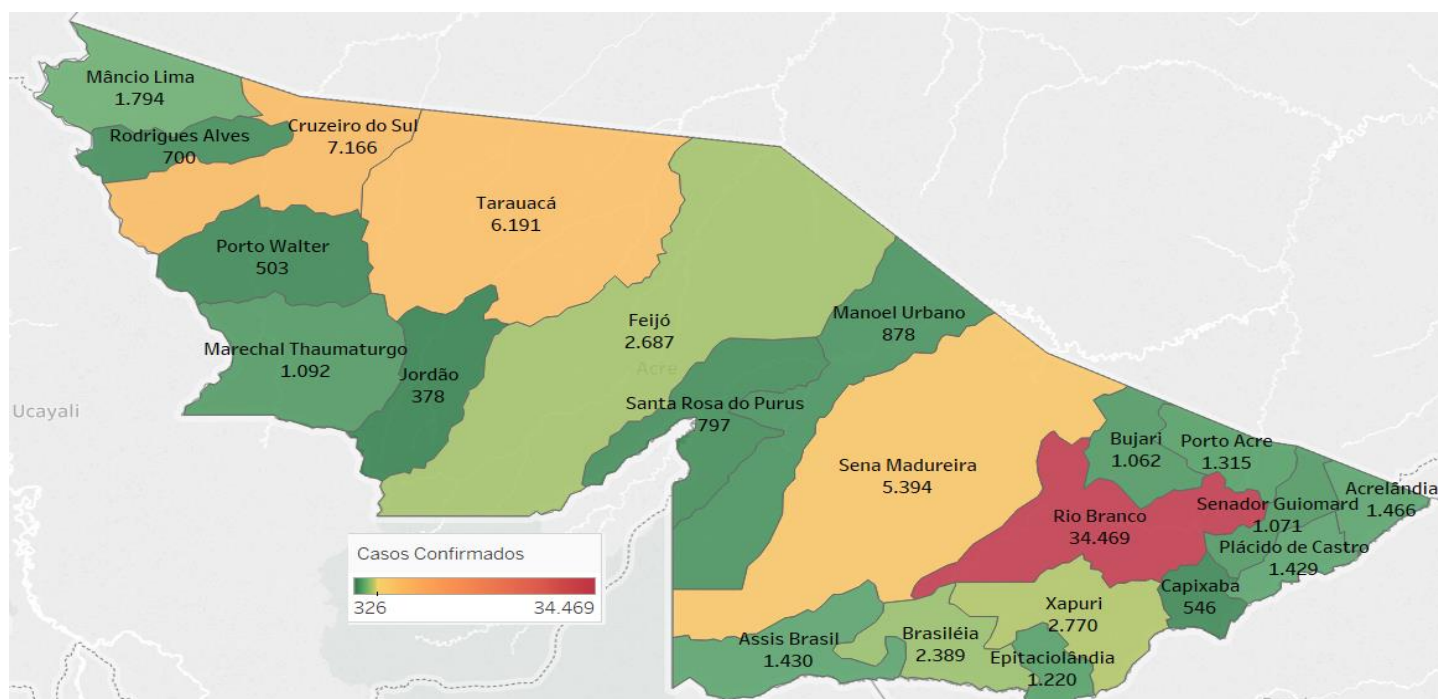 Mâncio Lima
1.794
Rodrigues Alves
700
Cruzeiro do Sul
7.166
Tarauacá
6.191
Porto Walter
503
Marechal Thaumaturgo
1.092
Jordão
378
Feijó
2.687
Acre
Manoel Urbano
878
Santa Rosa do Purus
797
Ucayali
Sena Madureira
5.394
Bujari
1.062
Porto Acre
1.315
Rio Branco
34.469
Senador Guiomard
1.071
Acrelândia
1.466
Plácido de Castro
1.429
Capixaba
546
Xapuri
2.770
Assis Brasil
1.430
Brasiléia
2.389
Epitaciolândia
1.220
Casos Confirmados
326 34.469